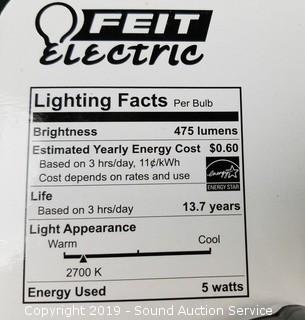 FEIT
Electric
Lighting Facts Per Bulb
Brightness 475 lumens
Estimated Yearly Energy Cost $0.60
Based on 3 hrs/day, 11¢/kWh
Cost depends on rates and use
energy
ENERGY STAR
Life
Based on 3 hrs/day 13.7 years
Light Appearance
Warm Cool
2700 K
Energy Used 5 watts
Copyright 2019 - Sound Auction Service